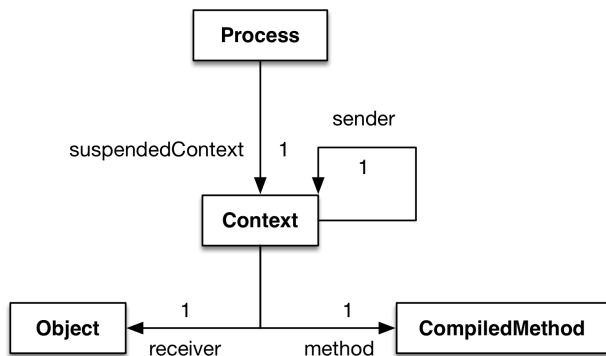 Process
sender
suspendedContext 1
1
Context
1 1
Object CompiledMethod
receiver method